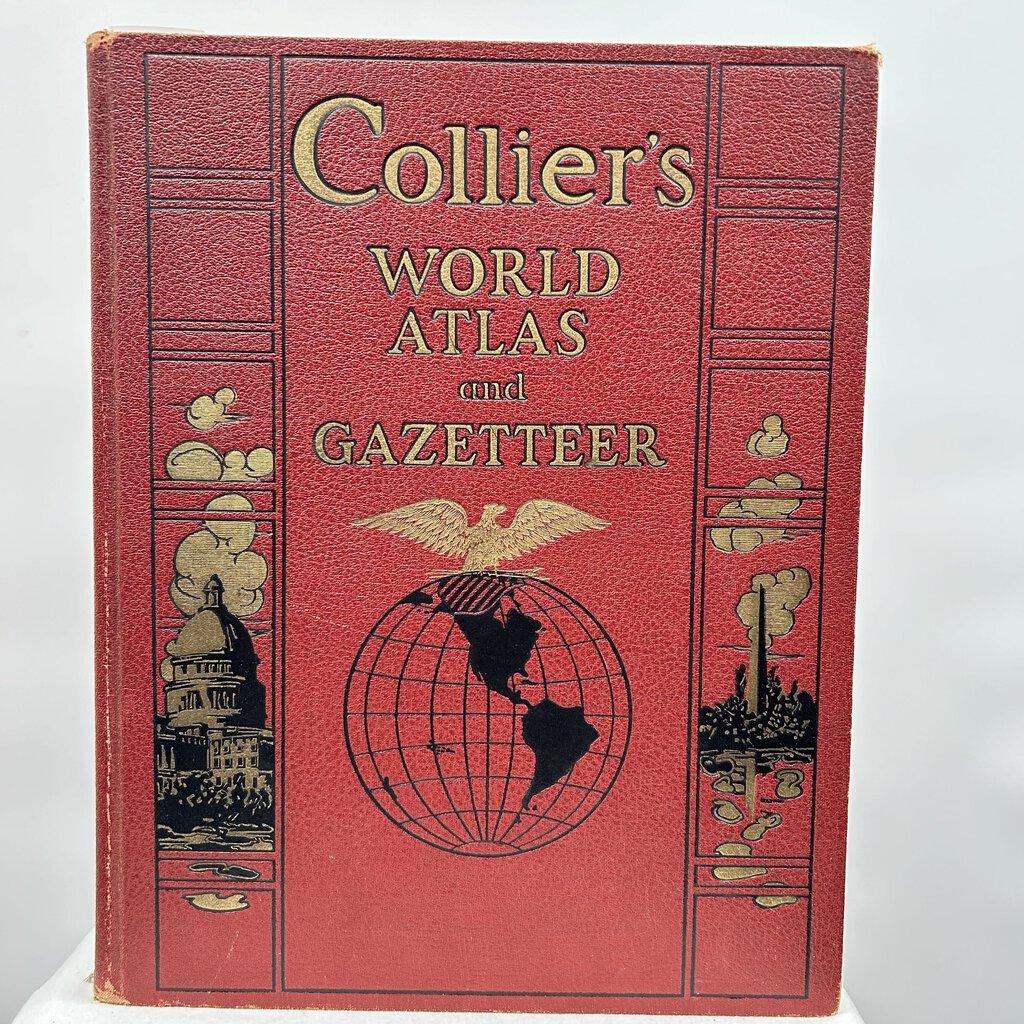 Collier's
WORLD
ATLAS
and
GAZETTEER